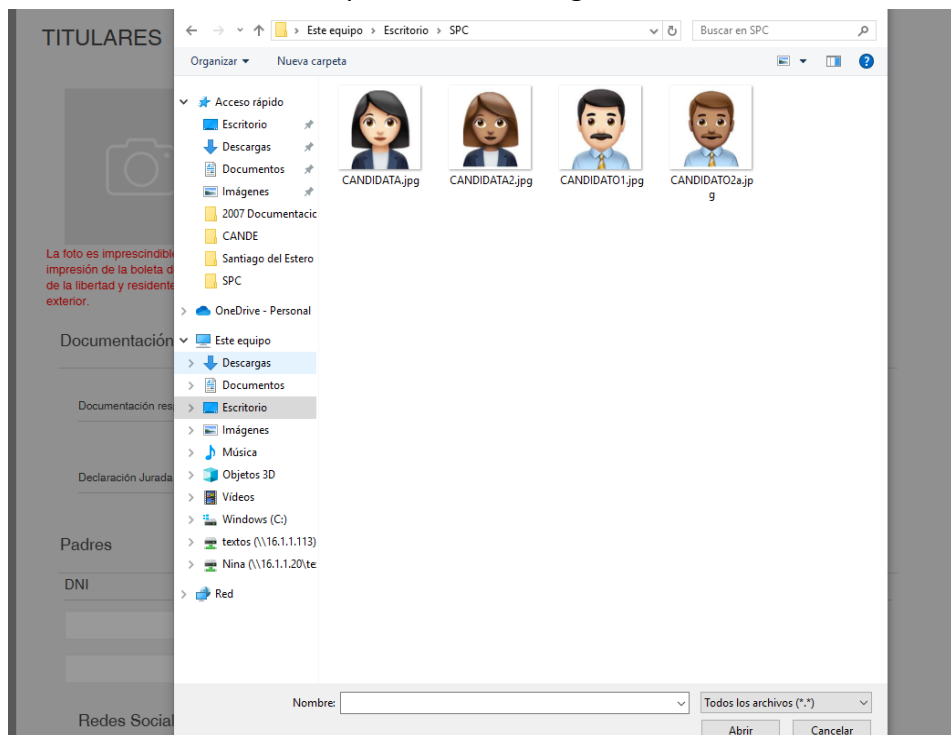 TITULARES
Este equipo > Escritorio > SPC
Buscar en SPC
Organizar
Nueva carpeta
Acceso rápido
Escritorio
Descargas
Documentos
Imágenes
2007 Documentacic
CANDE
Santiago del Estero
SPC
OneDrive - Personal
Este equipo
Descargas
Documentos
Escritorio
Imágenes
Música
Objetos 3D
Vídeos
Windows (C:)
textos (\\16.1.1.113)
Nina (\\16.1.1.20\te
Red
CANDIDATA.jpg
CANDIDATA2.jpg
CANDIDATO1.jpg
CANDIDATO2a.jp
g
La foto es imprescindible
impresión de la boleta d
de la libertad y residente
exterior.
Documentación
Documentación res
Declaración Jurada
Padres
DNI
Redes Social
Nombre:
Todos los archivos (*.*)
Abrir
Cancelar